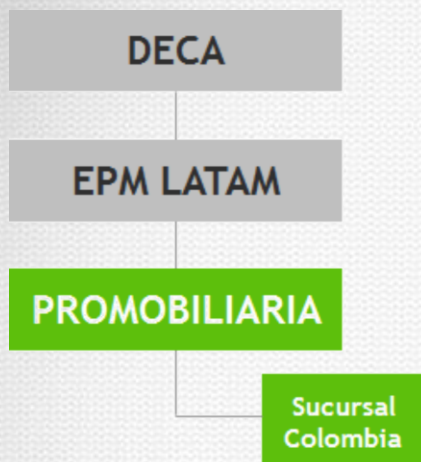 DECA
EPM LATAM
PROMOBILIARIA
Sucursal
Colombia